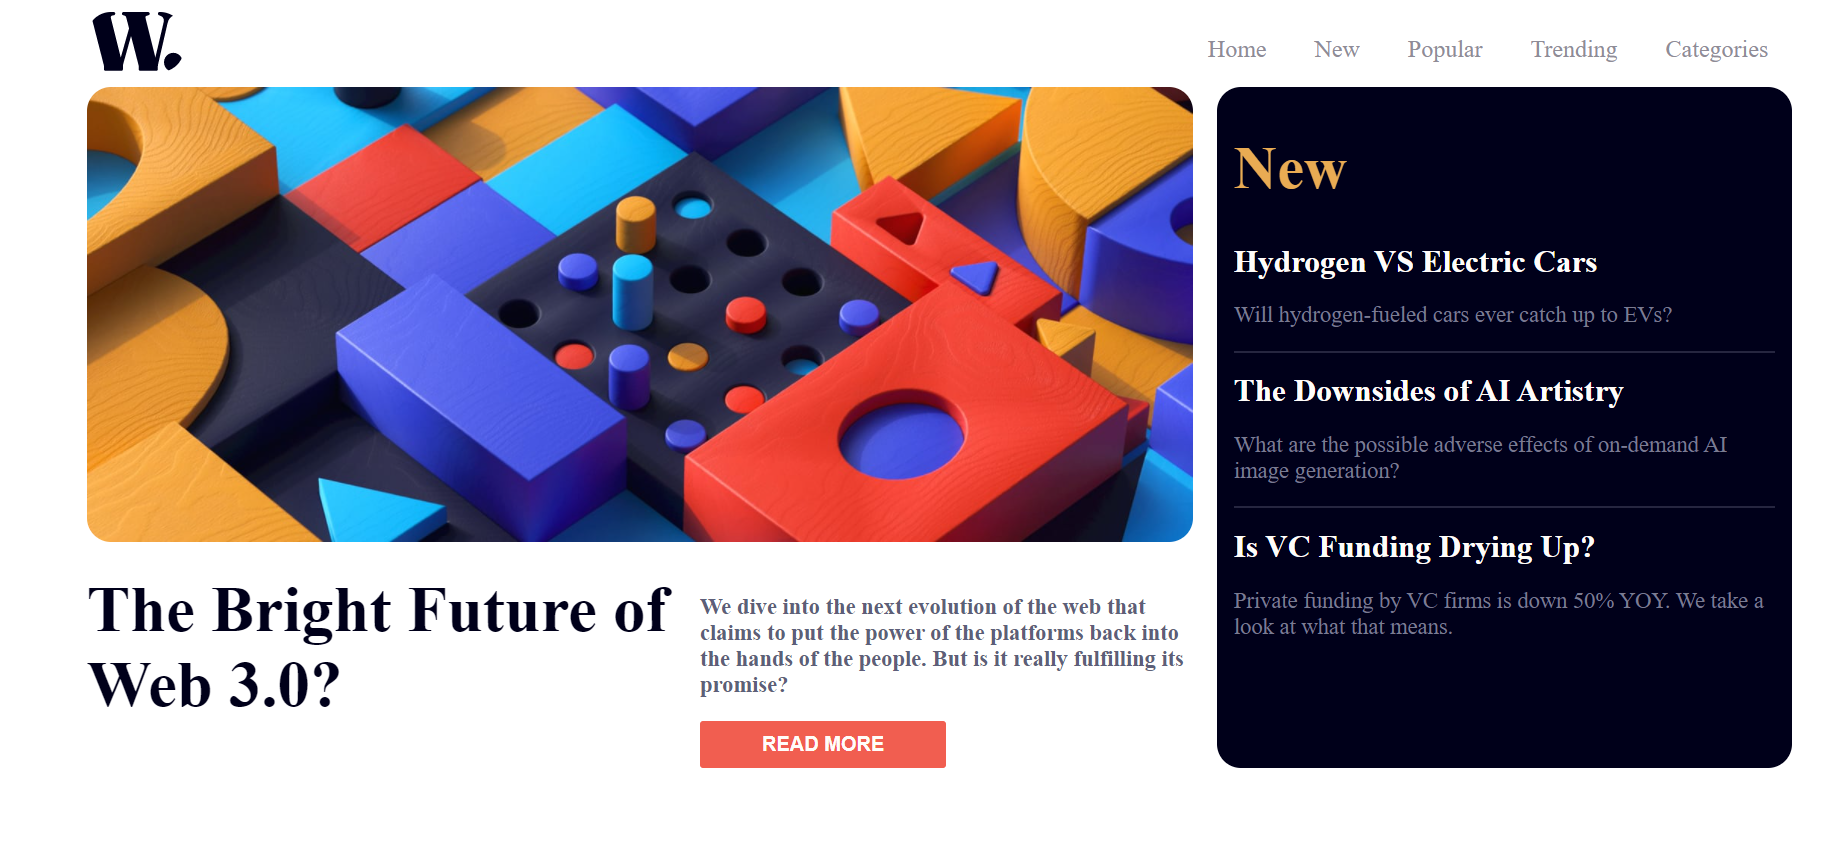 W.
Home New Popular Trending Categories
The Bright Future of
Web 3.0?
We dive into the next evolution of the web that
claims to put the power of the platforms back into
the hands of the people. But is it really fulfilling its
promise?
READ MORE
New
Hydrogen VS Electric Cars
Will hydrogen-fueled cars ever catch up to EVs?
The Downsides of AI Artistry
What are the possible adverse effects of on-demand AI
image generation?
Is VC Funding Drying Up?
Private funding by VC firms is down 50% YOY. We take a
look at what that means.